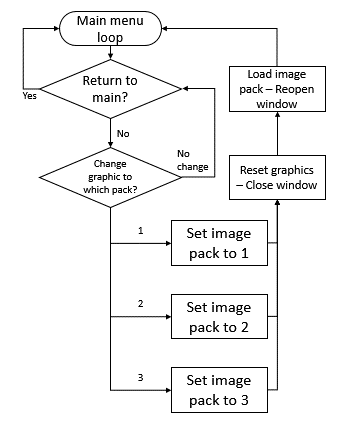 Main menu
loop
Return to
main?
Yes
No
Change
graphic to
which pack?
No
change
Load image
pack – Reopen
window
Reset graphics
– Close window
1
Set image
pack to 1
2
Set image
pack to 2
3
Set image
pack to 3